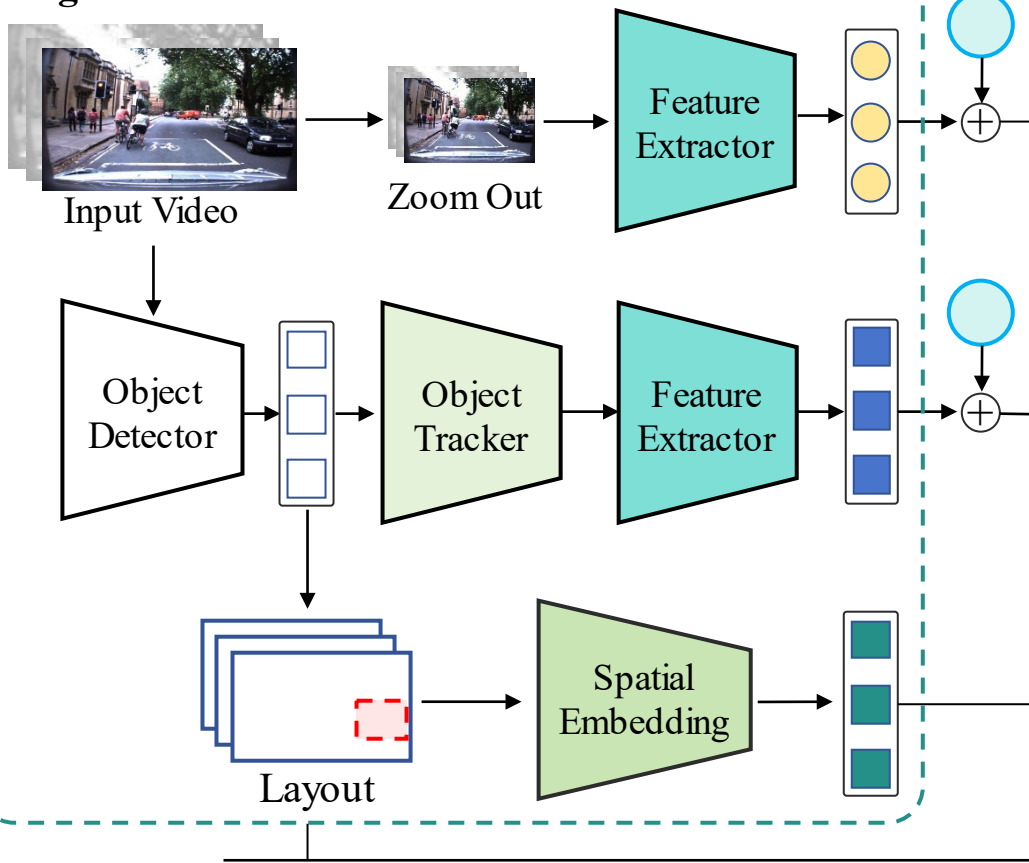 Input Video
Zoom Out
Feature
Extractor
Object
Detector
Object
Tracker
Feature
Extractor
Layout
Spatial
Embedding